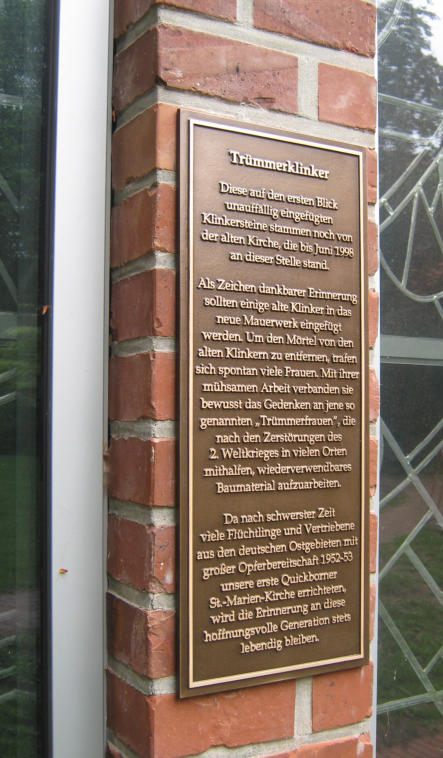 Trümmerklinker
Diese auf den ersten Blick
unauffällig eingefügten
Klinkersteine stammen noch von
der alten Kirche, die bis Juni 1998
an dieser Stelle stand.
Als Zeichen dankbarer Erinnerung
sollten einige alte Klinker in das
neue Mauerwerk eingefügt
werden. Um den Mörtel von den
alten Klinkern zu entfernen, trafen
sich spontan viele Frauen. Mit ihrer
mühsamen Arbeit verbanden sie
bewusst das Gedenken an jene so
genannten „Trümmerfrauen“, die
nach den Zerstörungen des
2. Weltkrieges in vielen Orten
mithalfen, wiederverwendbares
Baumaterial aufzuarbeiten.
Da nach schwerster Zeit
viele Flüchtlinge und Vertriebene
aus den deutschen Ostgebieten mit
großer Opferbereitschaft 1952-53
unsere erste Quickborner
St.-Marien-Kirche errichteten,
wird die Erinnerung an diese
hoffnungsvolle Generation stets
lebendig bleiben.